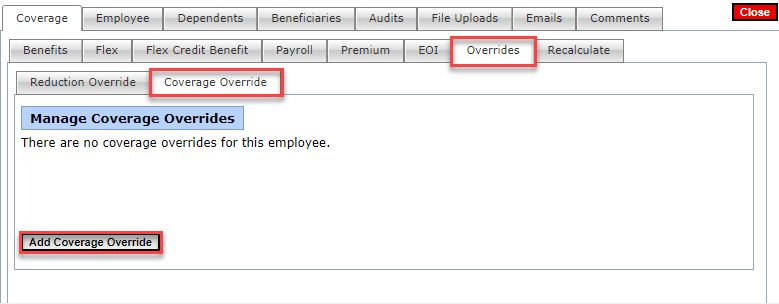 Coverage Employee Dependents Beneficiaries Audits File Uploads Emails Comments Close
Benefits Flex Flex Credit Benefit Payroll Premium EOI Overrides Recalculate
Reduction Override Coverage Override
Manage Coverage Overrides
There are no coverage overrides for this employee.
Add Coverage Override